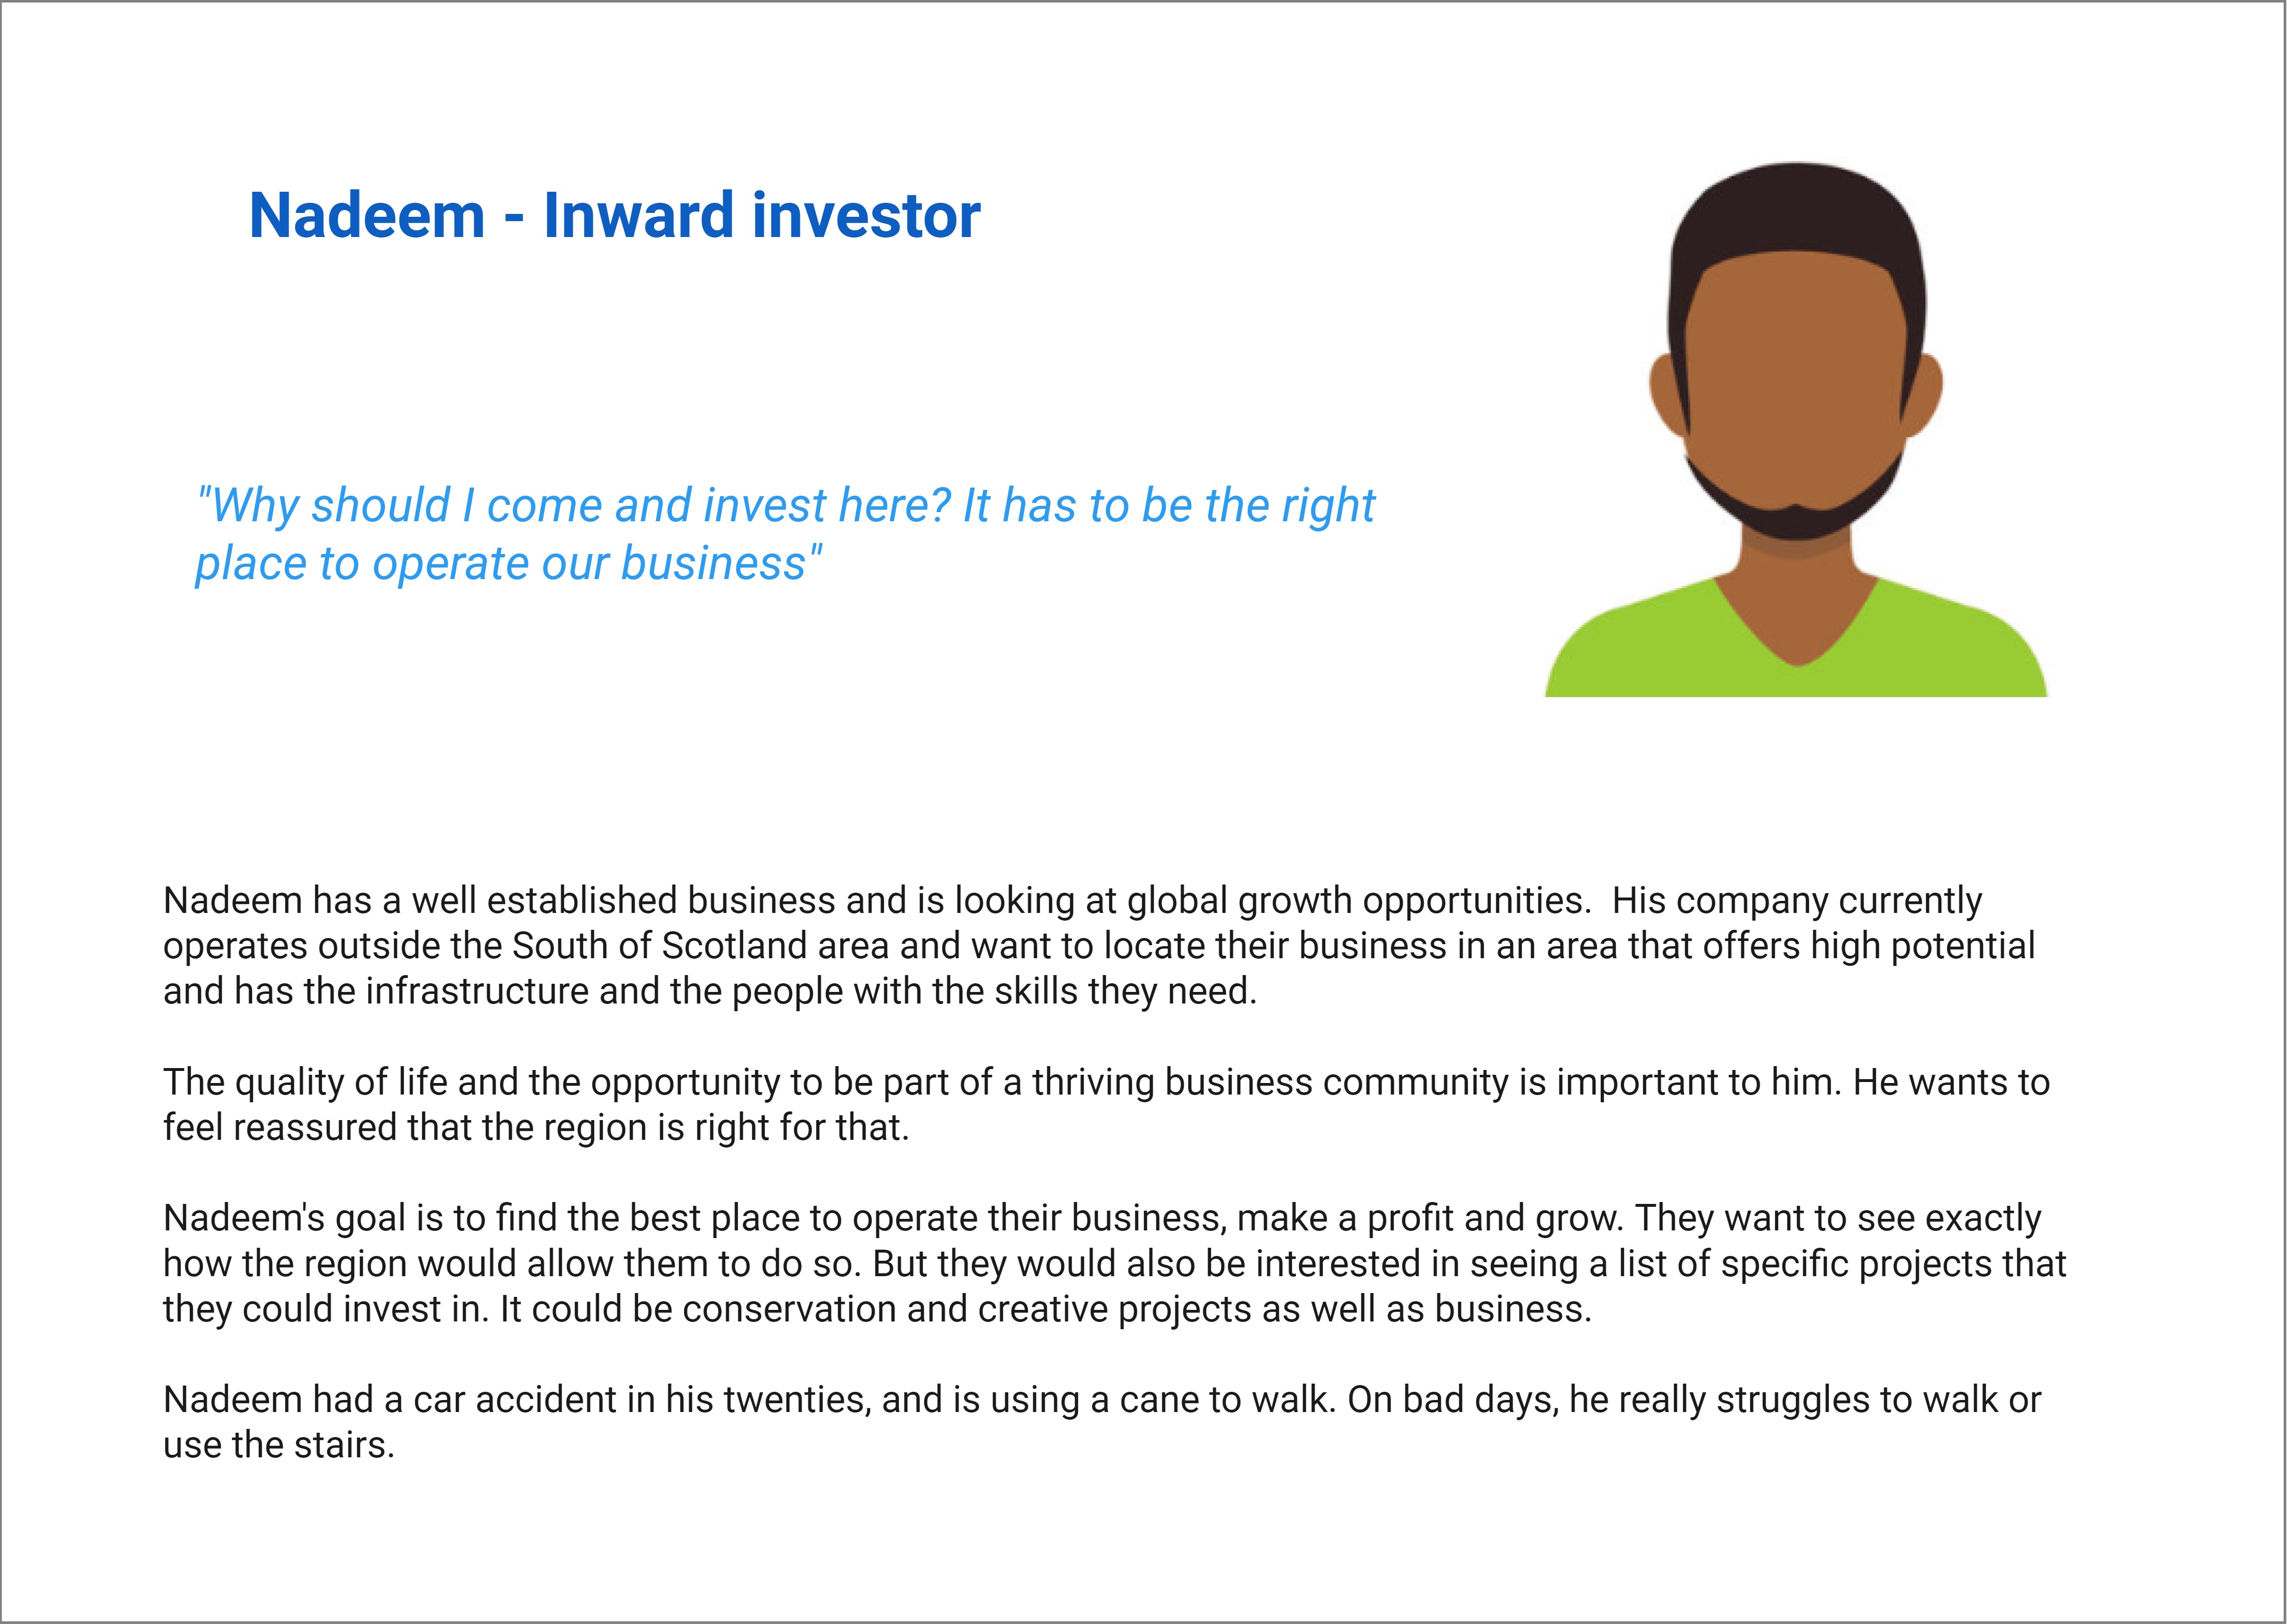 Nadeem - Inward investor
"Why should I come and invest here? It has to be the right
place to operate our business"
Nadeem has a well established business and is looking at global growth opportunities.  His company currently
operates outside the South of Scotland area and want to locate their business in an area that offers high potential
and has the infrastructure and the people with the skills they need.
The quality of life and the opportunity to be part of a thriving business community is important to him. He wants to
feel reassured that the region is right for that.
Nadeem's goal is to find the best place to operate their business, make a profit and grow. They want to see exactly
how the region would allow them to do so. But they would also be interested in seeing a list of specific projects that
they could invest in. It could be conservation and creative projects as well as business.
Nadeem had a car accident in his twenties, and is using a cane to walk. On bad days, he really struggles to walk or
use the stairs.